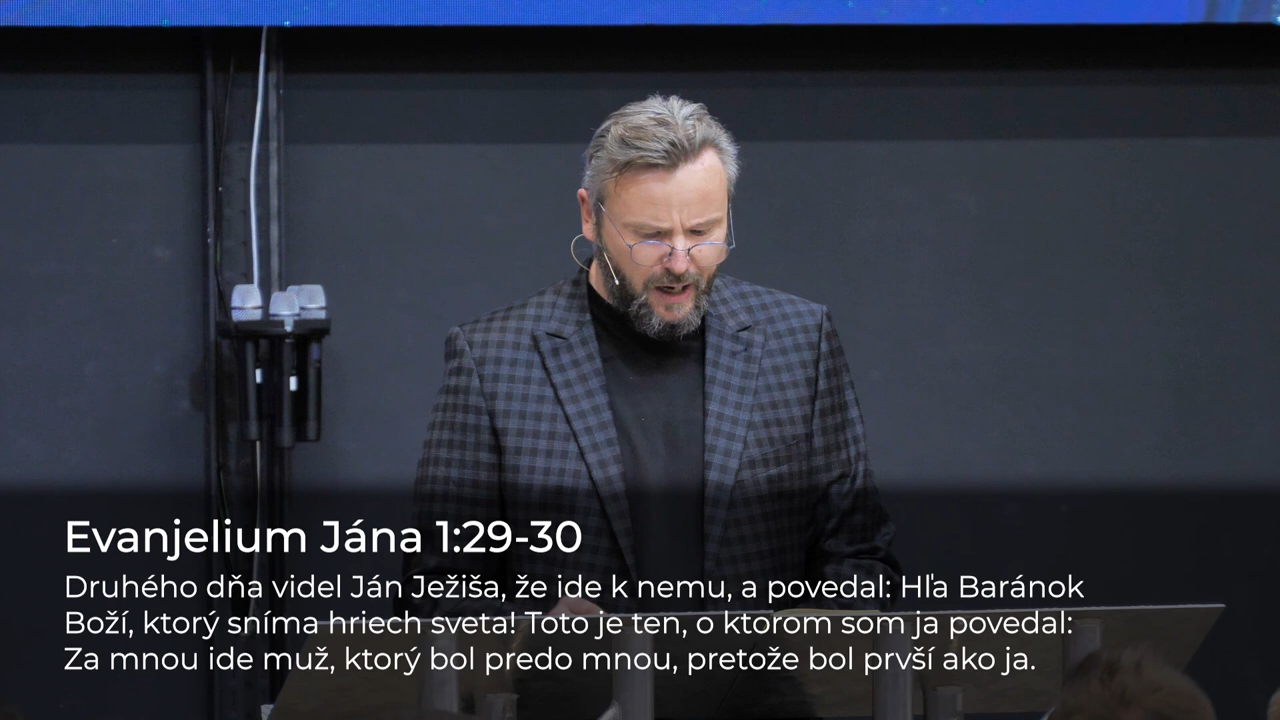 Evanjelium Jána 1:29-30
Druhého dňa videl Ján Ježiša, že ide k nemu, a povedal: Hľa Baránok
Boží, ktorý sníma hriech sveta! Toto je ten, o ktorom som ja povedal:
Za mnou ide muž, ktorý bol predo mnou, pretože bol prvší ako ja.